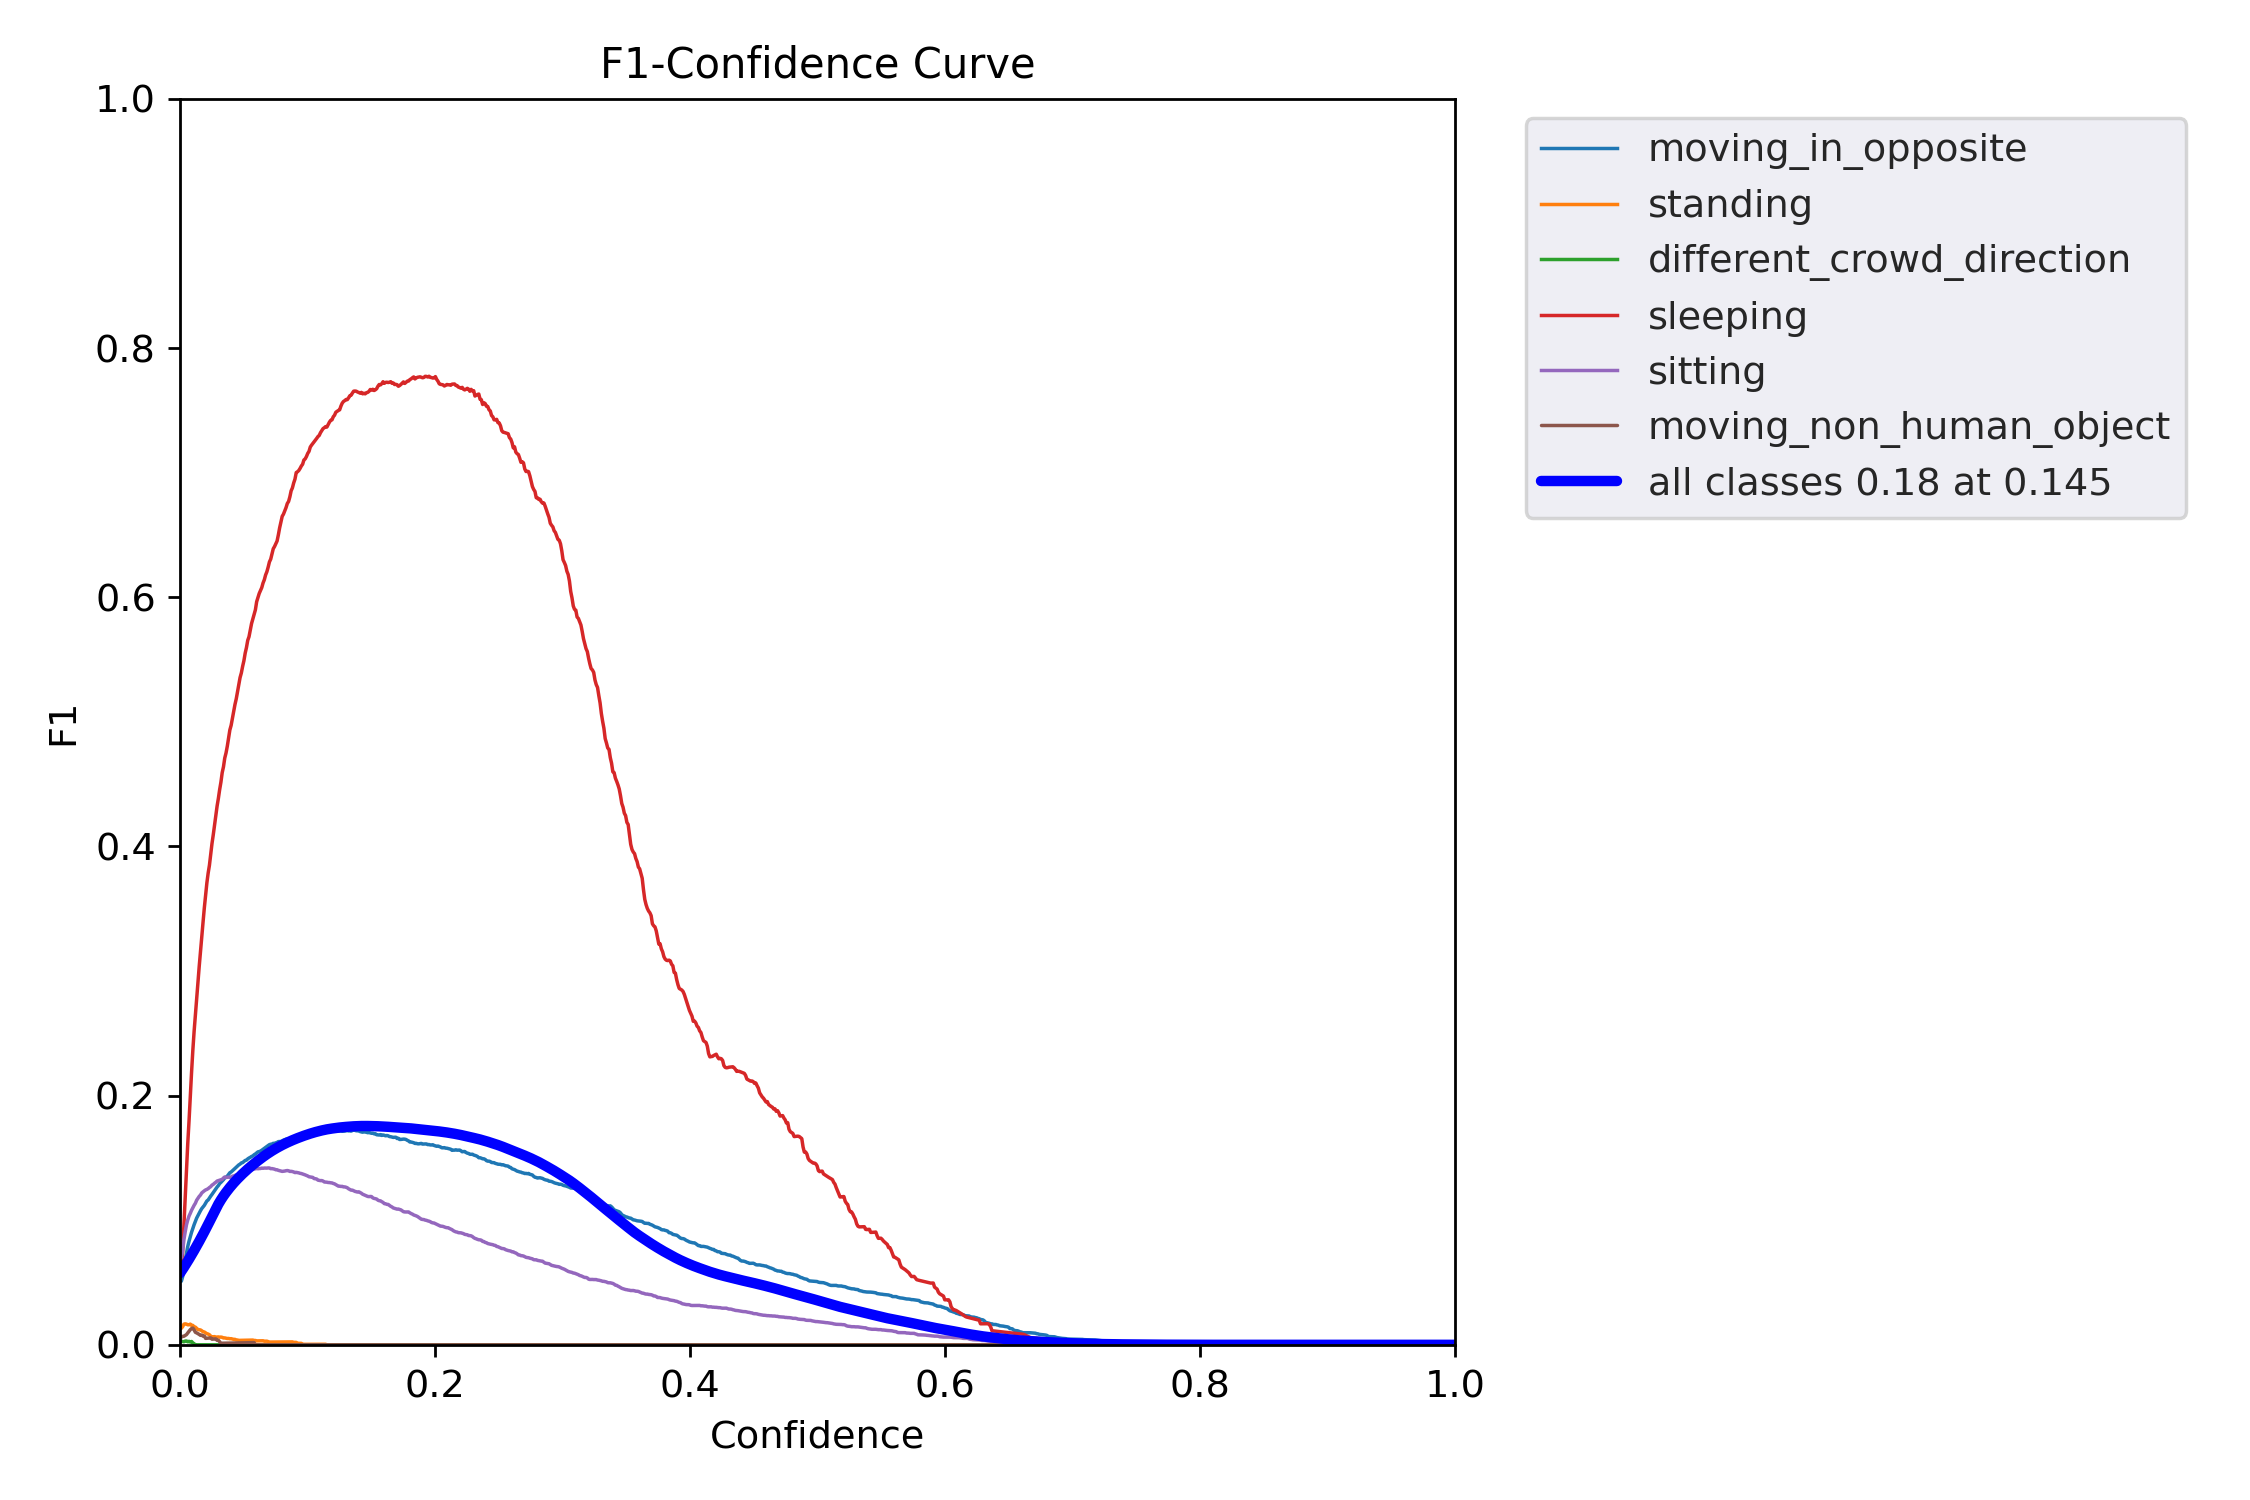 F1-Confidence Curve
1.0
0.8
0.6
0.4
0.2
0.0
F1
0.0 0.2 0.4 0.6 0.8 1.0
Confidence
moving_in_opposite
standing
different_crowd_direction
sleeping
sitting
moving_non_human_object
all classes 0.18 at 0.145